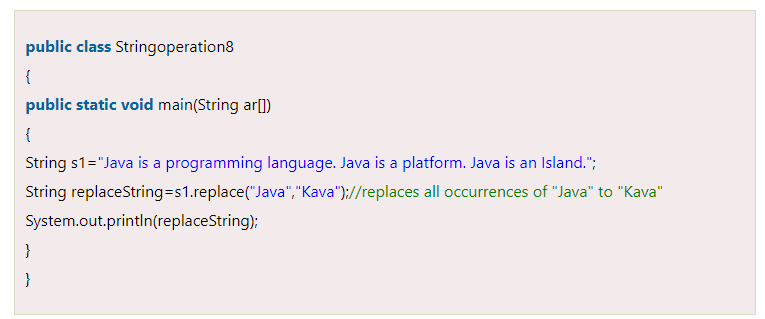 public class Stringoperation8
{
public static void main(String ar[])
{
String s1="Java is a programming language. Java is a platform. Java is an Island.";
String replaceString=s1.replace("Java","Kava");//replaces all occurrences of "Java" to "Kava"
System.out.println(replaceString);
}
}